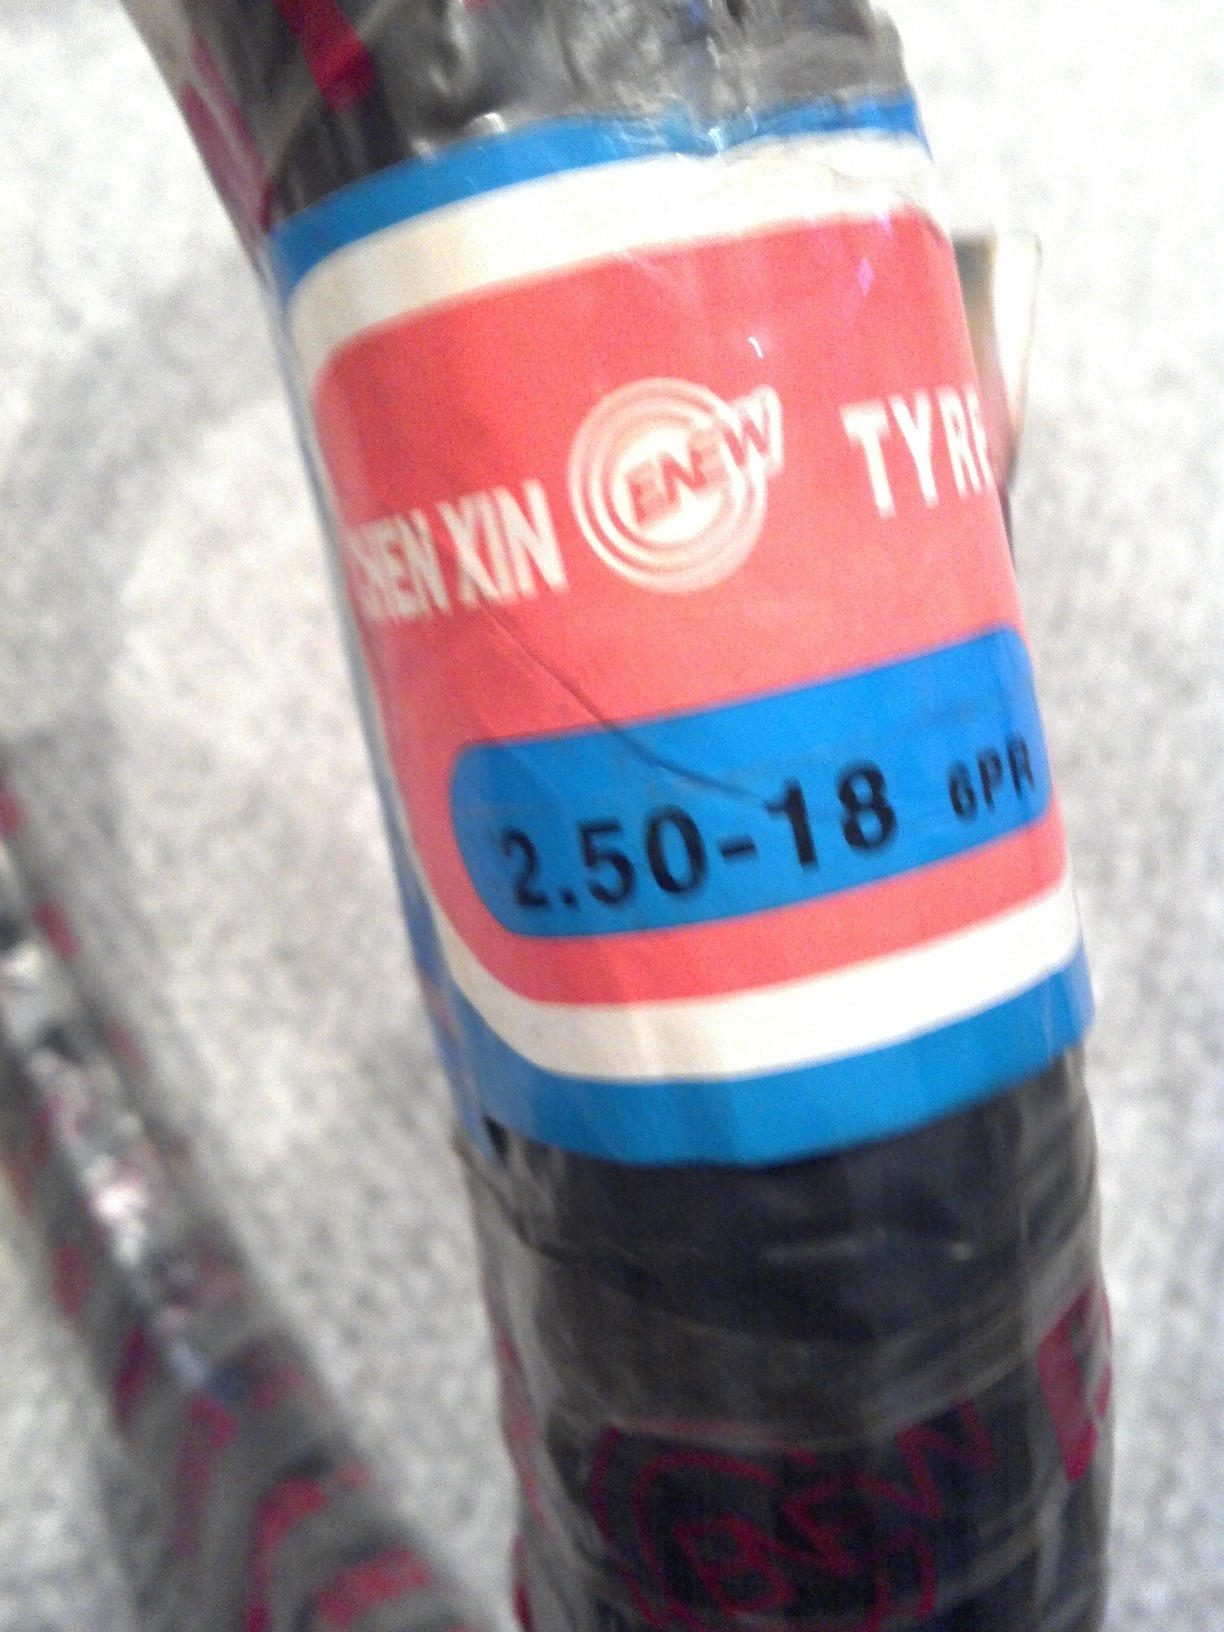 CHEN XIN ENEW TYRE
2.50-18 6PR